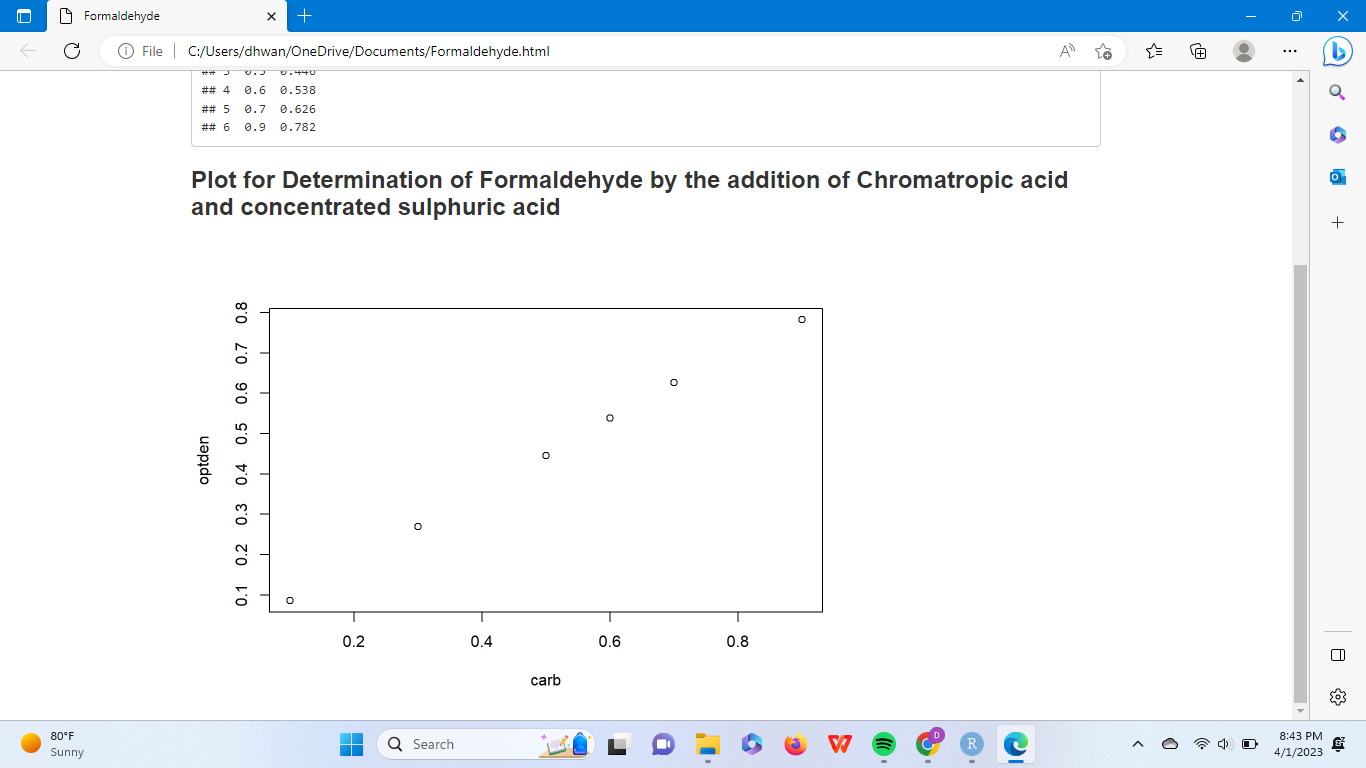 Formaldehyde
File
C:/Users/dhwan/OneDrive/Documents/Formaldehyde.html
## 3 0.5 0.446
## 4 0.6 0.538
## 5 0.7 0.626
## 6 0.9 0.782
Plot for Determination of Formaldehyde by the addition of Chromatropic acid
and concentrated sulphuric acid
0.8
0.7
0.6
0.5
0.4
0.3
0.2
0.1
optden
0.2 0.4 0.6 0.8
carb
80°F
Sunny
Search
D
R
8:43 PM
4/1/2023